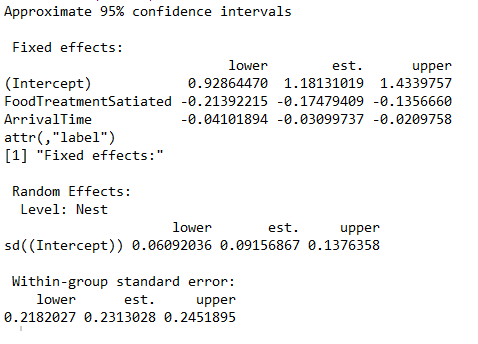 Approximate 95% confidence intervals
Fixed effects:
lower est. upper
(Intercept) 0.92864470 1.18131019 1.4339757
FoodTreatmentSatiated -0.21392215 -0.17479409 -0.1356660
ArrivalTime -0.04101894 -0.03099737 -0.0209758
attr(,"label")
[1] "Fixed effects:"
Random Effects:
Level: Nest
lower est. upper
sd((Intercept)) 0.06092036 0.09156867 0.1376358
Within-group standard error:
lower est. upper
0.2182027 0.2313028 0.2451895